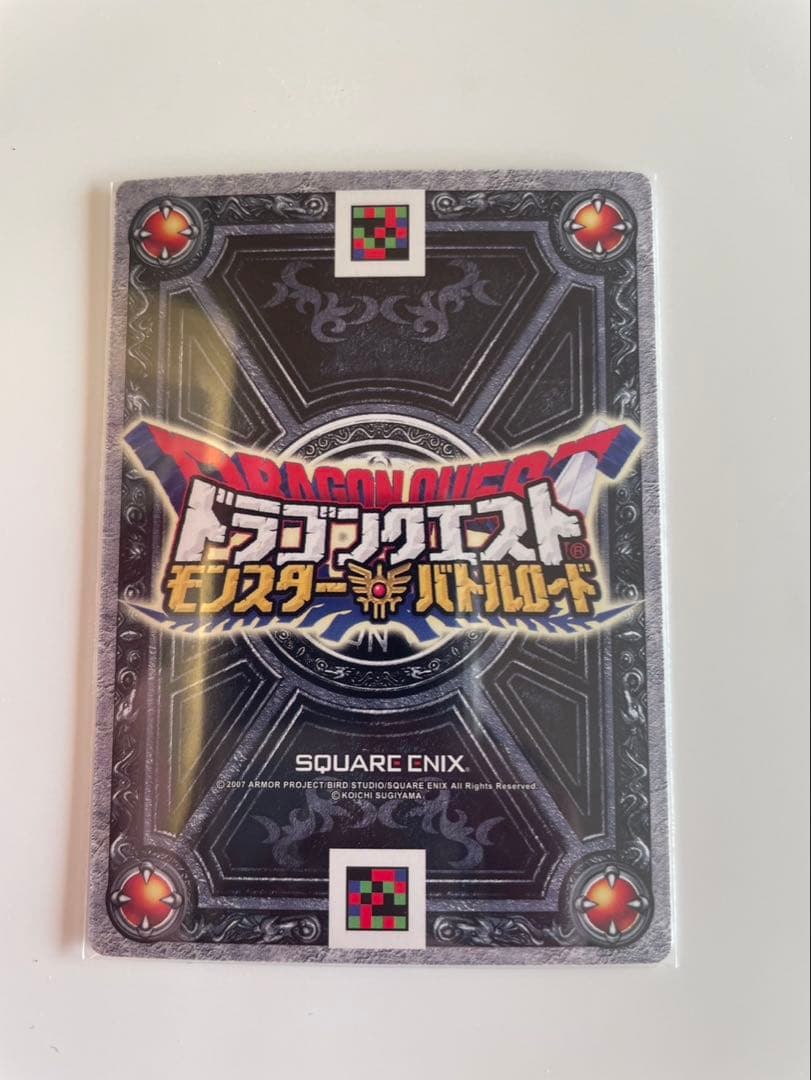 DRAGON QUEST
ドラゴンクエスト®
モンスター バトルロード
SQUARE ENIX®
© 2007 ARMOR PROJECT/BIRD STUDIO/SQUARE ENIX All Rights Reserved.
© KOICHI SUGIYAMA